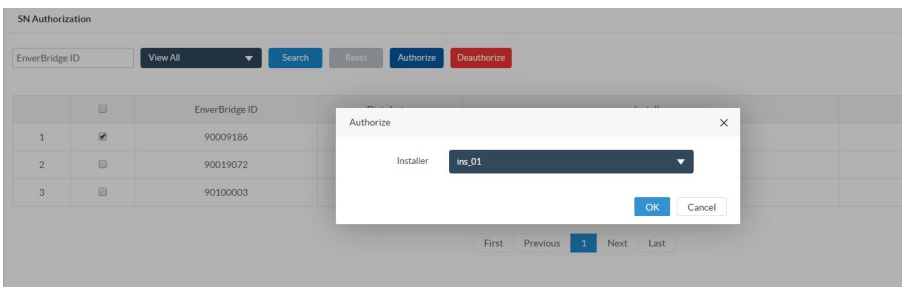 SN Authorization
EnverBridge ID View All Search Reset Authorize Deauthorize
EnverBridge ID
Authorize
1 90009186
Installer ins_01
2 90019072
3 90100003
OK Cancel
First Previous 1 Next Last